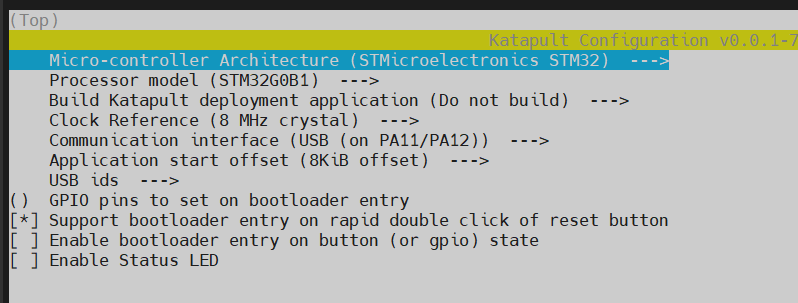 (Top)
Katapult Configuration v0.0.1-7
Micro-controller Architecture (STMicroelectronics STM32)  --->
Processor model (STM32G0B1)  --->
Build Katapult deployment application (Do not build)  --->
Clock Reference (8 MHz crystal)  --->
Communication interface (USB (on PA11/PA12))  --->
Application start offset (8KiB offset)  --->
USB ids  --->
()  GPIO pins to set on bootloader entry
[*] Support bootloader entry on rapid double click of reset button
[ ] Enable bootloader entry on button (or gpio) state
[ ] Enable Status LED